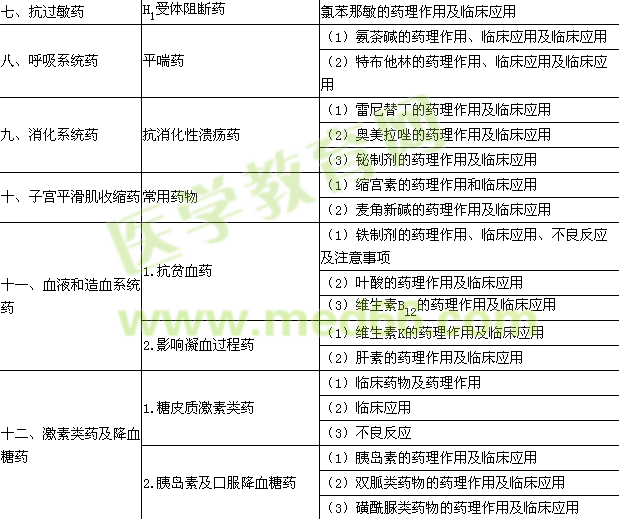 七、抗过敏药
H1受体阻断药
氯苯那敏的药理作用及临床应用
八、呼吸系统药
平喘药
（1）氨茶碱的药理作用、临床应用及临床应用
（2）特布他林的药理作用、临床应用及临床应
用
九、消化系统药
抗消化性溃疡药
（1）雷尼替丁的药理作用及临床应用
（2）奥美拉唑的药理作用及临床应用
（3）铋制剂的药理作用及临床应用
十、子宫平滑肌收缩药
常用药物
（1）缩宫素的药理作用和临床应用
（2）麦角新碱的药理作用及临床应用
十一、血液和造血系统
药
1.抗贫血药
（1）铁制剂的药理作用、临床应用、不良反应
及注意事项
（2）叶酸的药理作用及临床应用
（3）维生素B12的药理作用及临床应用
2.影响凝血过程药
（1）维生素K的药理作用及临床应用
（2）肝素的药理作用及临床应用
十二、激素类药及降血
糖药
1.糖皮质激素类药
（1）临床药物及药理作用
（2）临床应用
（3）不良反应
2.胰岛素及口服降血糖药
（1）胰岛素的药理作用及临床应用
（2）双胍类药物的药理作用及临床应用
（3）磺酰脲类药物的药理作用及临床应用
医学教育网
www.med66.com